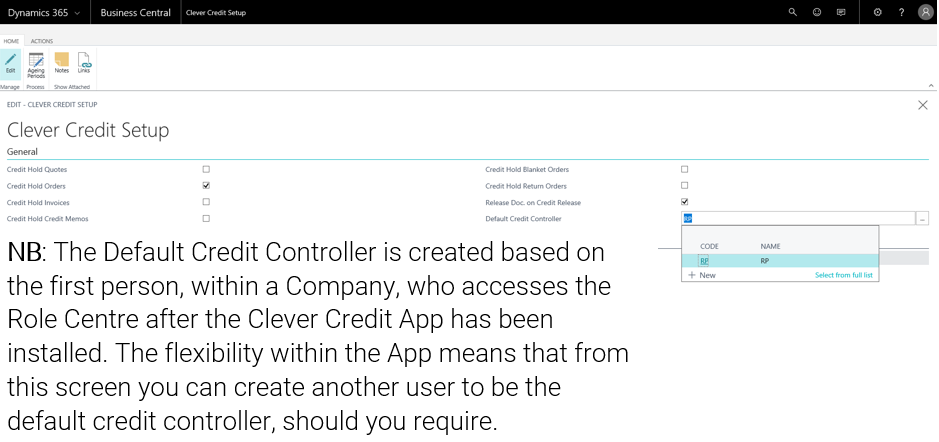 Dynamics 365 Business Central Clever Credit Setup
HOME ACTIONS
Edit Ageing Periods Notes Links
Manage Process Show Attached
EDIT - CLEVER CREDIT SETUP
Clever Credit Setup
General
Credit Hold Quotes Credit Hold Blanket Orders
Credit Hold Orders Credit Hold Return Orders
Credit Hold Invoices Release Doc. on Credit Release
Credit Hold Credit Memos Default Credit Controller RP ...
CODE NAME
RP RP
+ New Select from full list
NB: The Default Credit Controller is created based on
the first person, within a Company, who accesses the
Role Centre after the Clever Credit App has been
installed. The flexibility within the App means that from
this screen you can create another user to be the
default credit controller, should you require.